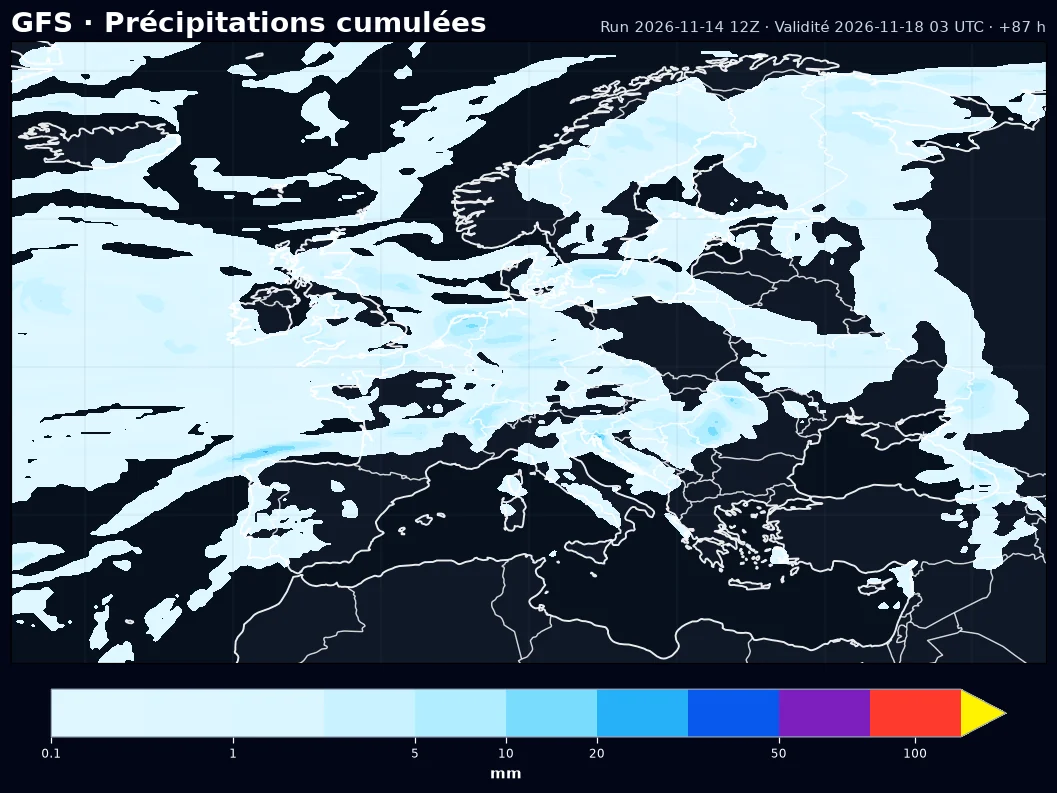 GFS · Précipitations cumulées
Run 2026-11-14 12Z · Validité 2026-11-18 03 UTC · +87 h
0.1 1 5 10 20 50 100
mm